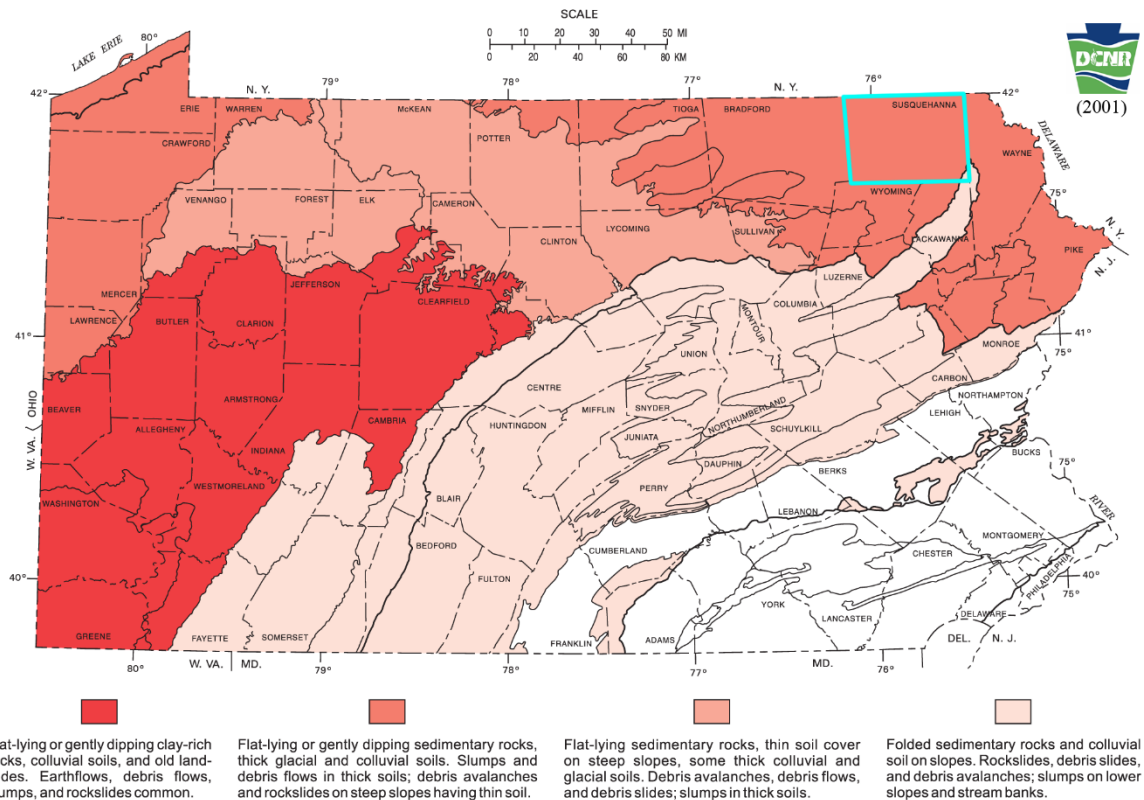 SCALE
0 10 20 30 40 50 MI
0 20 40 60 80 KM
DCNR
(2001)
LAKE ERIE
80°
79°
78°
77°
76°
42°
N. Y.
N. Y.
42°
ERIE
WARREN
McKEAN
TIOGA
BRADFORD
SUSQUEHANNA
DELAWARE
CRAWFORD
POTTER
WAYNE
75°
VENANGO
FOREST
ELK
CAMERON
WYOMING
LYCOMING
SULLIVAN
CLINTON
LACKAWANNA
PIKE
N. Y.
N. J.
MERCER
JEFFERSON
CLEARFIELD
LUZERNE
COLUMBIA
LAWRENCE
BUTLER
CLARION
MONTOUR
41°
41°
UNION
MONROE
75°
CENTRE
CARBON
BEAVER
ARMSTRONG
MIFFLIN
SNYDER
NORTHUMBERLAND
NORTHAMPTON
LEHIGH
OHIO
W. VA.
ALLEGHENY
CAMBRIA
HUNTINGDON
SCHUYLKILL
INDIANA
JUNIATA
BUCKS
DAUPHIN
BERKS
75°
WESTMORELAND
PERRY
WASHINGTON
BLAIR
LEBANON
RIVER
BEDFORD
CUMBERLAND
MONTGOMERY
CHESTER
40°
FULTON
PHILADELPHIA
40°
75°
YORK
LANCASTER
DELAWARE
GREENE
FAYETTE
SOMERSET
FRANKLIN
ADAMS
DEL.
N. J.
W. VA.
MD.
MD.
80°
79°
78°
77°
76°
at-lying or gently dipping clay-rich
cks, colluvial soils, and old land-
des. Earthflows, debris flows,
umps, and rockslides common.
Flat-lying or gently dipping sedimentary rocks,
thick glacial and colluvial soils. Slumps and
debris flows in thick soils; debris avalanches
and rockslides on steep slopes having thin soil.
Flat-lying sedimentary rocks, thin soil cover
on steep slopes, some thick colluvial and
glacial soils. Debris avalanches, debris flows,
and debris slides; slumps in thick soils.
Folded sedimentary rocks and colluvial
soil on slopes. Rockslides, debris slides,
and debris avalanches; slumps on lower
slopes and stream banks.